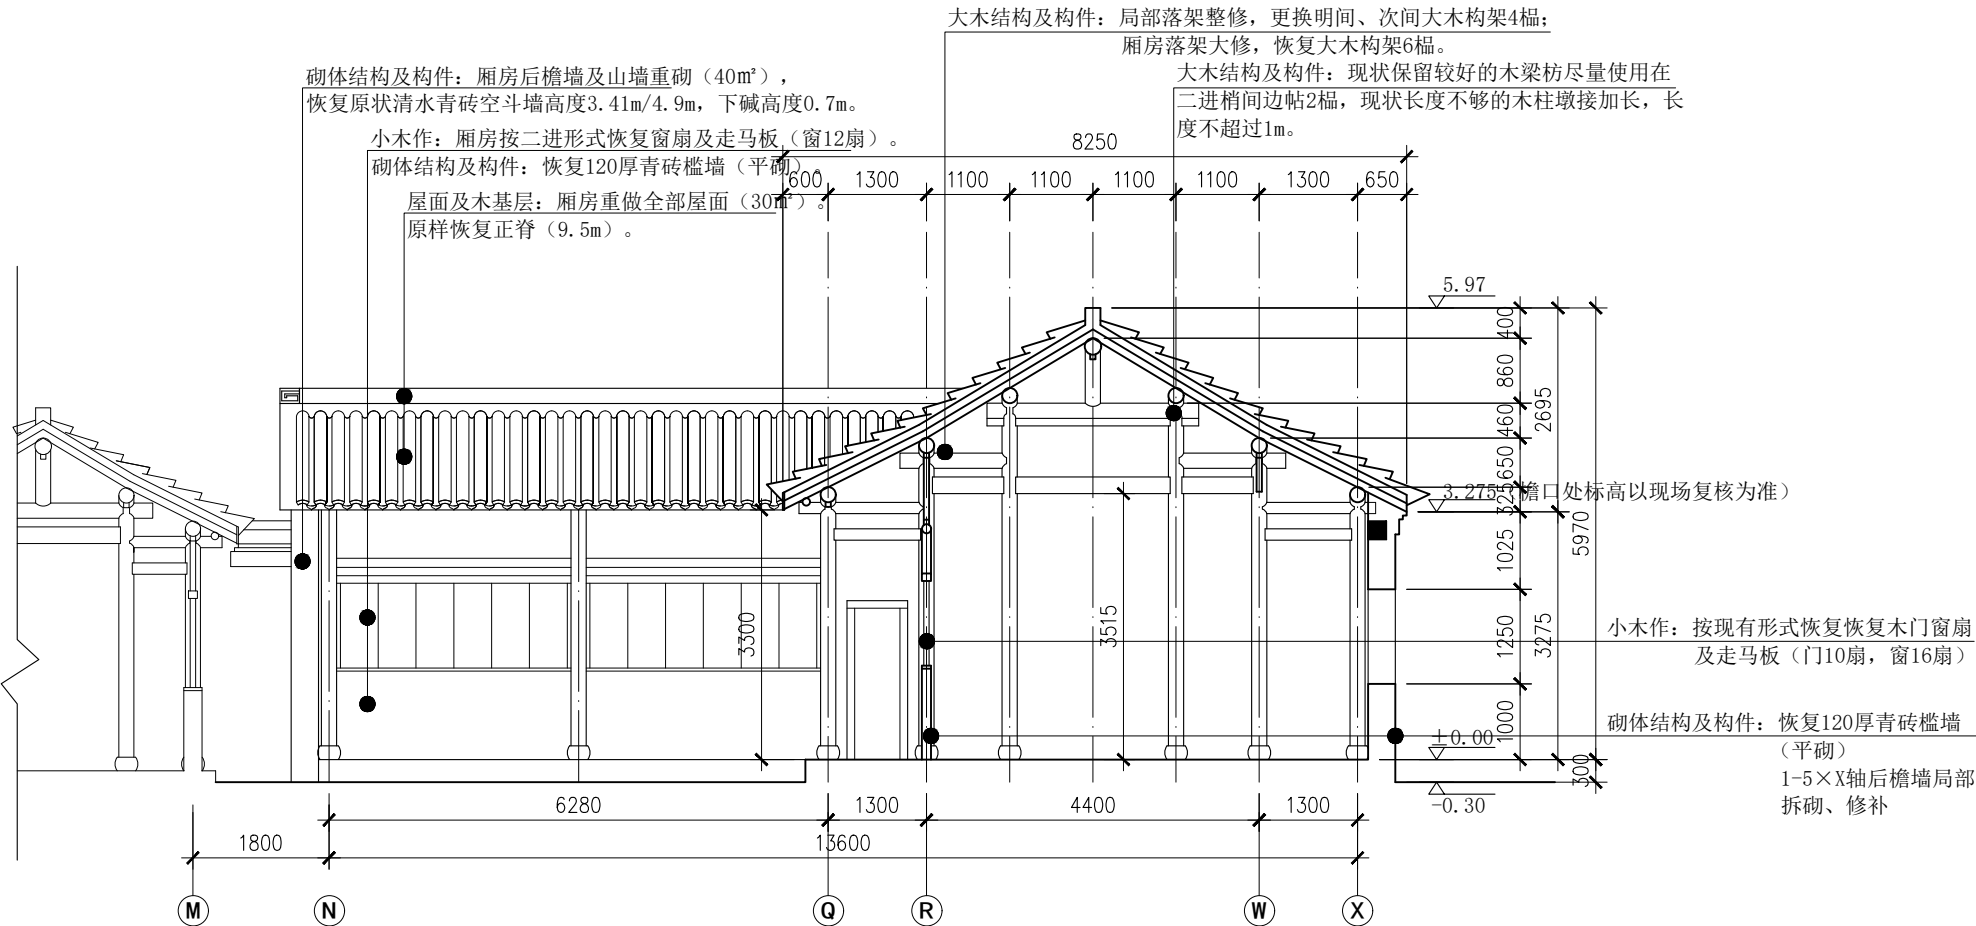 大木结构及构件：局部落架整修，更换明间、次间大木构架4榀；
厢房落架大修，恢复大木构架6榀。
砌体结构及构件：厢房后檐墙及山墙重砌（40㎡），
恢复原状清水青砖空斗墙高度3.41m/4.9m，下碱高度0.7m。
大木结构及构件：现状保留较好的木梁枋尽量使用在
二进梢间边帖2榀，现状长度不够的木柱墩接加长，长
度不超过1m。
小木作：厢房按二进形式恢复窗扇及走马板（窗12扇）。
砌体结构及构件：恢复120厚青砖槛墙（平砌）。
屋面及木基层：厢房重做全部屋面（30㎡）。
原样恢复正脊（9.5m）。
8250
600 1300 1100 1100 1100 1100 1300 650
5.97
400
860
460
650
325
2695
3.275（檐口处标高以现场复核为准）
1025
1250
1000
3275
5970
300
3300
3515
小木作：按现有形式恢复恢复木门窗扇
及走马板（门10扇，窗16扇）
砌体结构及构件：恢复120厚青砖槛墙
（平砌）
1-5×X轴后檐墙局部
拆砌、修补
±0.00
-0.30
6280 1300 4400 1300
1800 13600
M N Q R W X